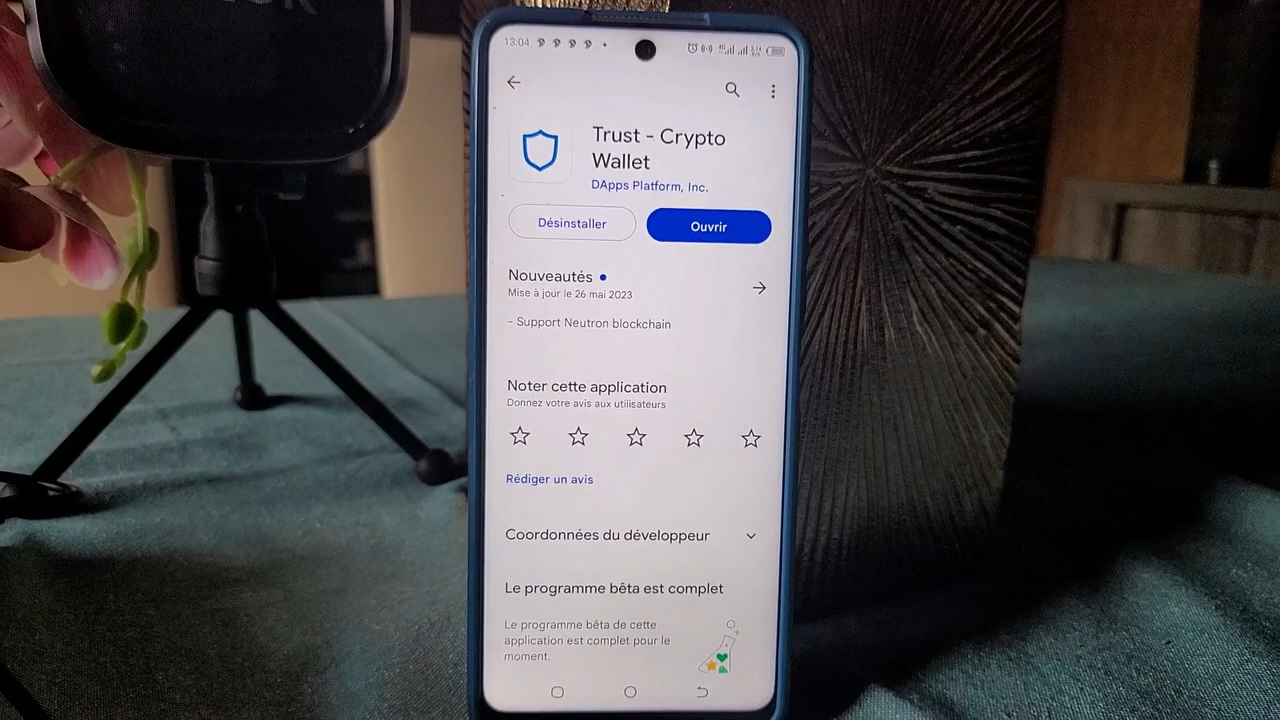 13:04
Trust - Crypto
Wallet
DApps Platform, Inc.
Désinstaller
Ouvrir
Nouveautés
Mise à jour le 26 mai 2023
- Support Neutron blockchain
Noter cette application
Donnez votre avis aux utilisateurs
Rédiger un avis
Coordonnées du développeur
Le programme bêta est complet
Le programme bêta de cette
application est complet pour le
moment.